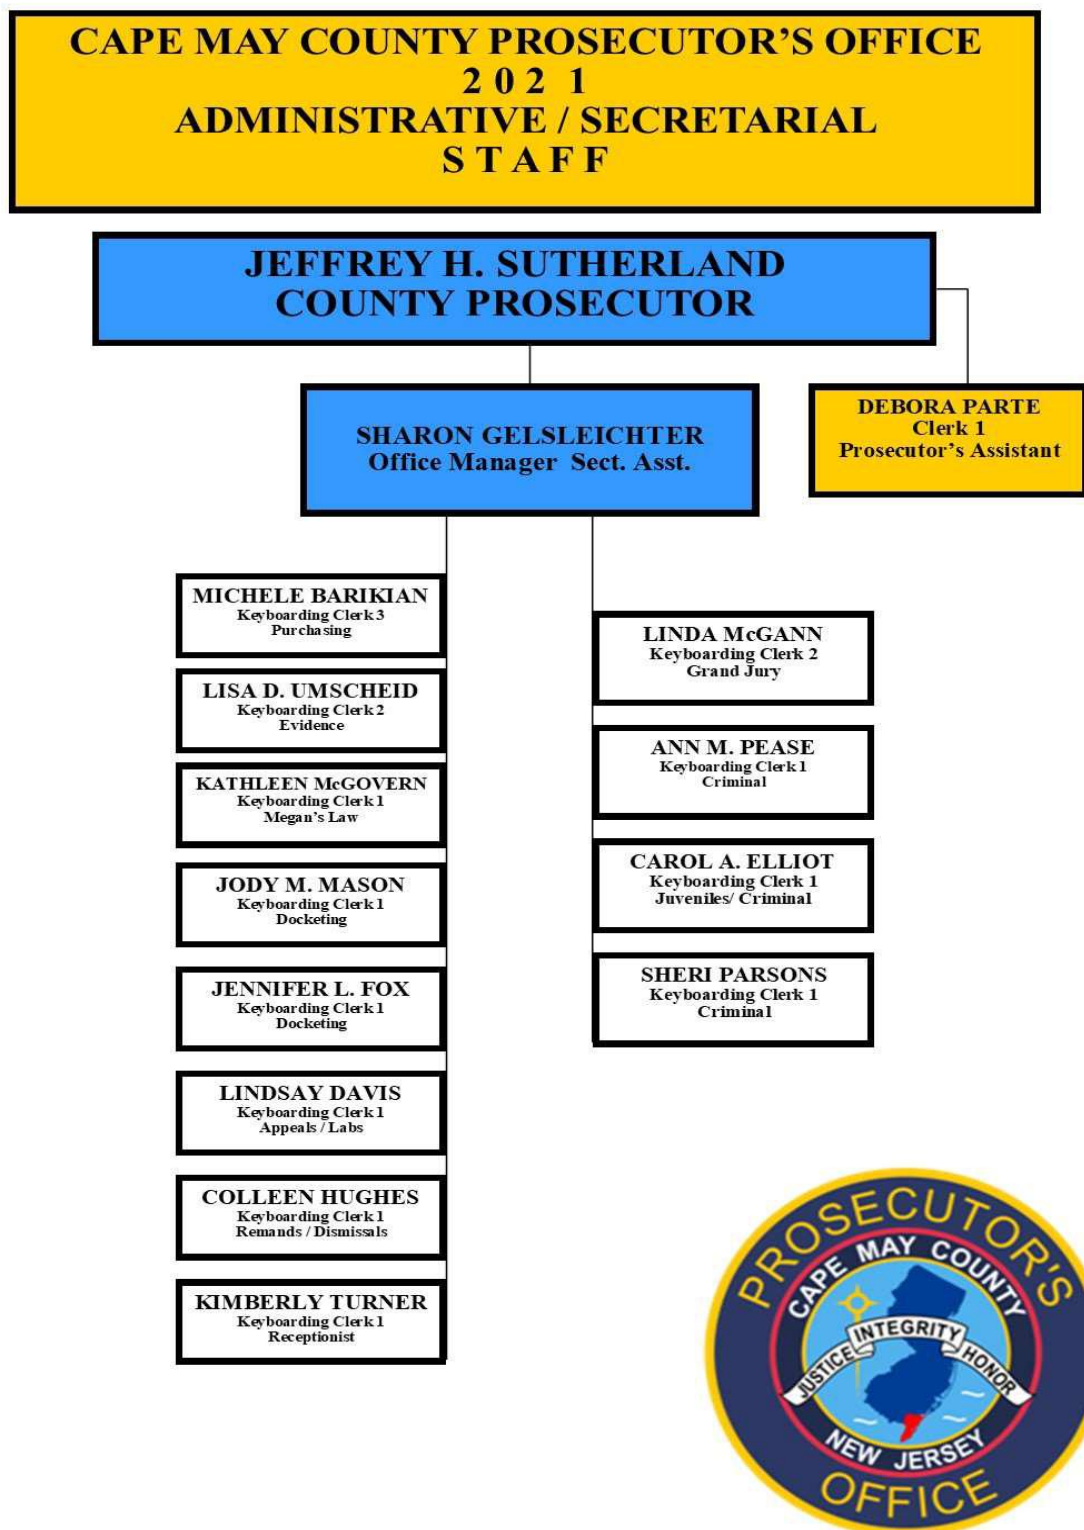 CAPE MAY COUNTY PROSECUTOR'S OFFICE
2 0 2 1
ADMINISTRATIVE / SECRETARIAL
S T A F F
JEFFREY H. SUTHERLAND
COUNTY PROSECUTOR
SHARON GELSLEICHTER
Office Manager Sect. Asst.
DEBORA PARTE
Clerk 1
Prosecutor's Assistant
MICHELE BARIKIAN
Keyboarding Clerk 3
Purchasing
LISA D. UMSCHEID
Keyboarding Clerk 2
Evidence
KATHLEEN McGOVERN
Keyboarding Clerk 1
Megan's Law
JODY M. MASON
Keyboarding Clerk 1
Docketing
JENNIFER L. FOX
Keyboarding Clerk 1
Docketing
LINDSAY DAVIS
Keyboarding Clerk 1
Appeals / Labs
COLLEEN HUGHES
Keyboarding Clerk 1
Remands / Dismissals
KIMBERLY TURNER
Keyboarding Clerk 1
Receptionist
LINDA McGANN
Keyboarding Clerk 2
Grand Jury
ANN M. PEASE
Keyboarding Clerk 1
Criminal
CAROL A. ELLIOT
Keyboarding Clerk 1
Juveniles/ Criminal
SHERI PARSONS
Keyboarding Clerk 1
Criminal
PROSECUTOR'S
CAPE MAY COUNTY
JUSTICE INTEGRITY HONOR
NEW JERSEY
OFFICE